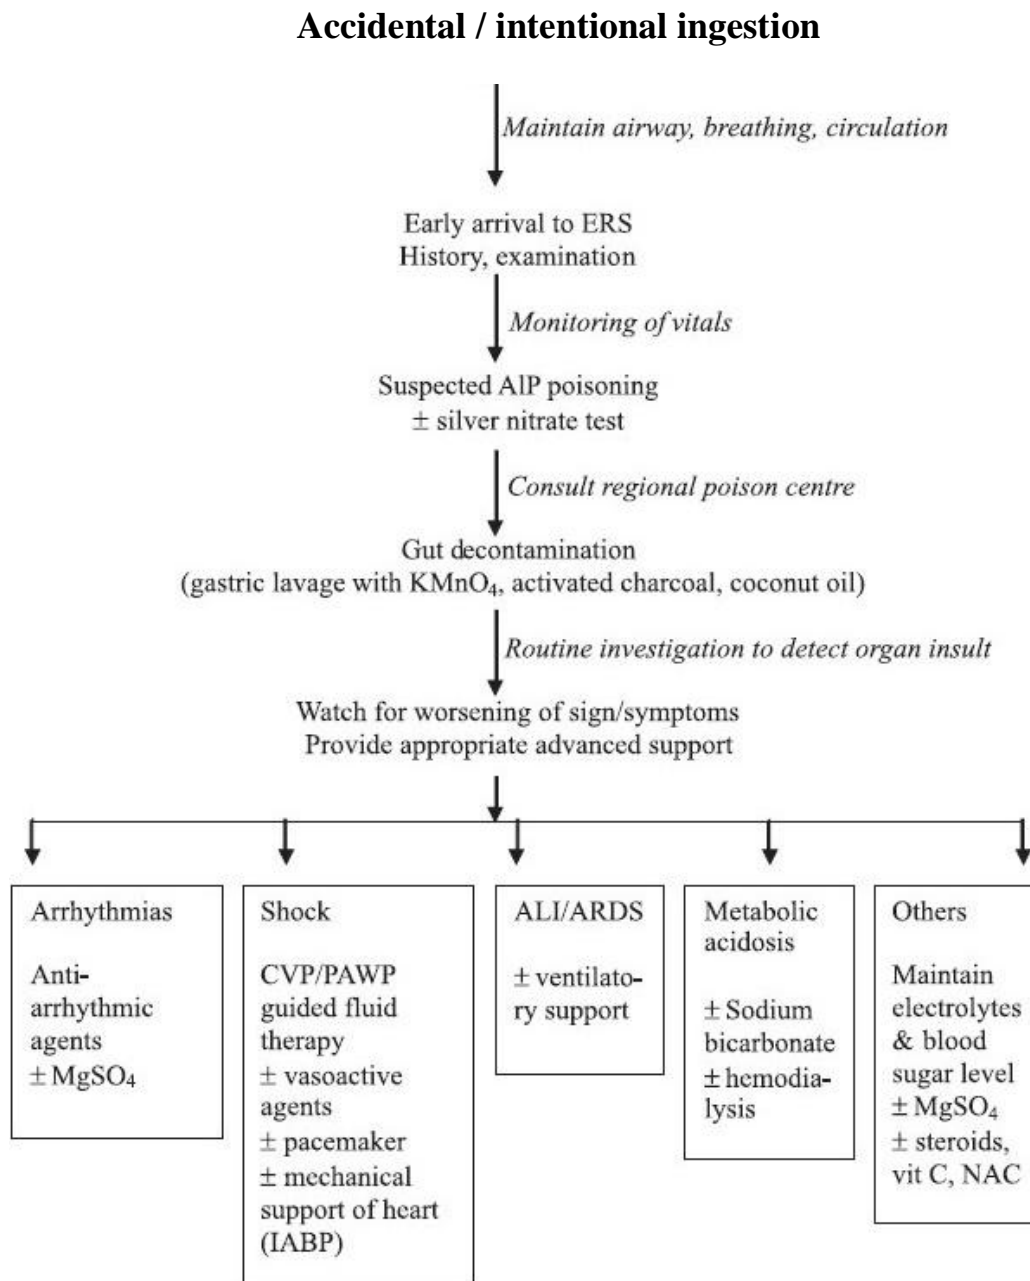 Accidental / intentional ingestion
Maintain airway, breathing, circulation
Early arrival to ERS
History, examination
Monitoring of vitals
Suspected AlP poisoning
± silver nitrate test
Consult regional poison centre
Gut decontamination
(gastric lavage with KMnO₄, activated charcoal, coconut oil)
Routine investigation to detect organ insult
Watch for worsening of sign/symptoms
Provide appropriate advanced support
Arrhythmias
Anti-
arrhythmic
agents
± MgSO₄
Shock
CVP/PAWP
guided fluid
therapy
± vasoactive
agents
± pacemaker
± mechanical
support of heart
(IABP)
ALI/ARDS
± ventilato-
ry support
Metabolic
acidosis
± Sodium
bicarbonate
± hemodia-
lysis
Others
Maintain
electrolytes
& blood
sugar level
± MgSO₄
± steroids,
vit C, NAC